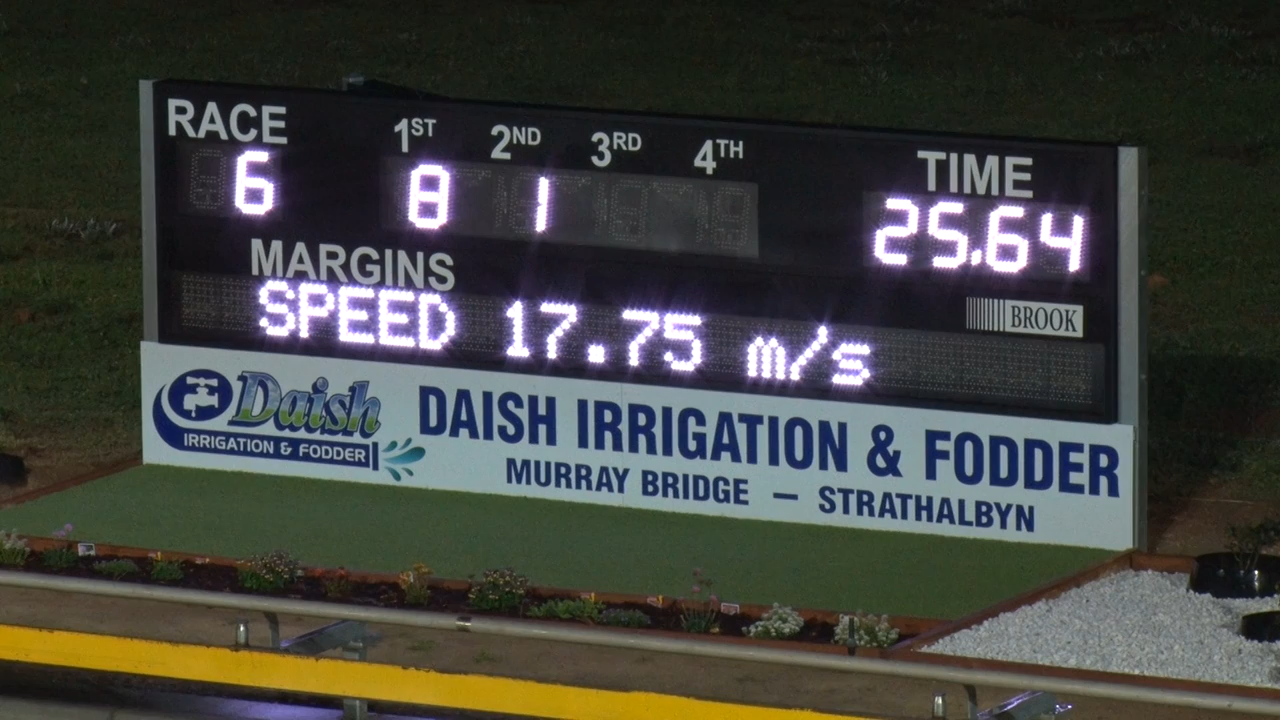 RACE 1ST 2ND 3RD 4TH TIME
6 8 1 25.64
MARGINS
SPEED 17.75 m/s
BROOK
Daish
IRRIGATION & FODDER
DAISH IRRIGATION & FODDER
MURRAY BRIDGE — STRATHALBYN